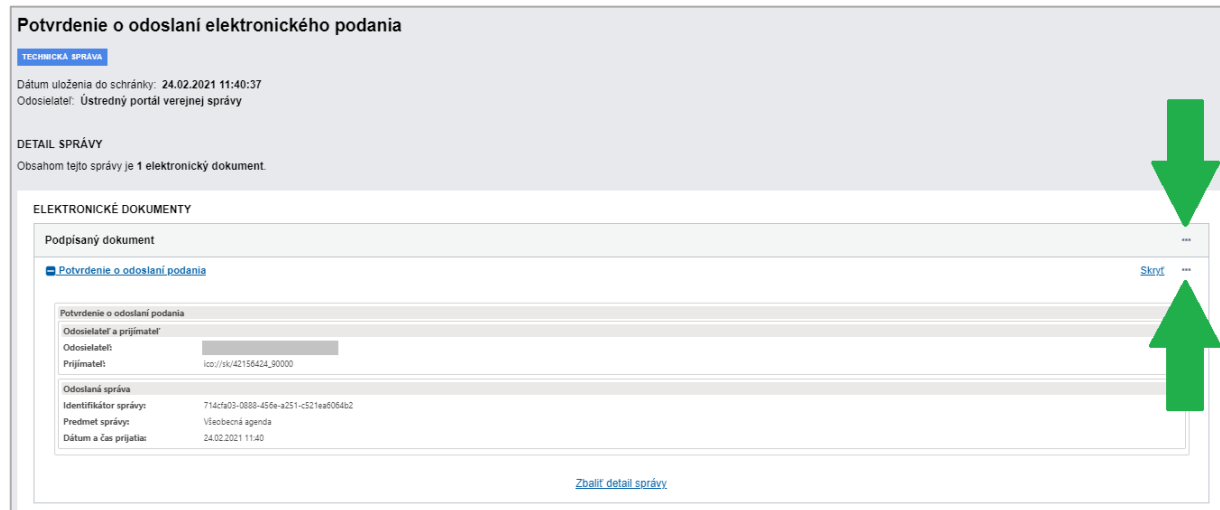 Potvrdenie o odoslaní elektronického podania
TECHNICKÁ SPRÁVA
Dátum uloženia do schránky: 24.02.2021 11:40:37
Odosielateľ: Ústredný portál verejnej správy
DETAIL SPRÁVY
Obsahom tejto správy je 1 elektronický dokument.
ELEKTRONICKÉ DOKUMENTY
Podpísaný dokument ...
Potvrdenie o odoslaní podania Skryť ...
Potvrdenie o odoslaní podania
Odosielateľ a prijímateľ
Odosielateľ:
Prijímateľ: ico://sk/42156424_90000
Odoslaná správa
Identifikátor správy: 714cfa03-0888-456e-a251-c521ea6064b2
Predmet správy: Všeobecná agenda
Dátum a čas prijatia: 24.02.2021 11:40
Zbaliť detail správy